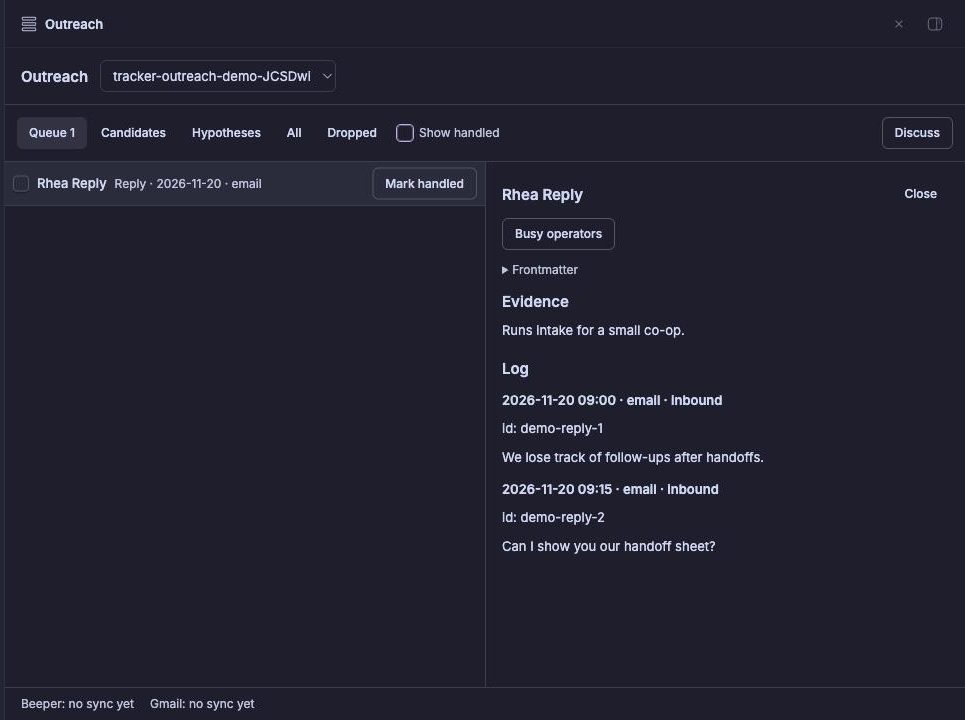 Outreach
Outreach tracker-outreach-demo-JCSDwI
Queue 1 Candidates Hypotheses All Dropped Show handled Discuss
Rhea Reply Reply · 2026-11-20 · email Mark handled
Rhea Reply Close
Busy operators
Frontmatter
Evidence
Runs intake for a small co-op.
Log
2026-11-20 09:00 · email · inbound
id: demo-reply-1
We lose track of follow-ups after handoffs.
2026-11-20 09:15 · email · inbound
id: demo-reply-2
Can I show you our handoff sheet?
Beeper: no sync yet Gmail: no sync yet